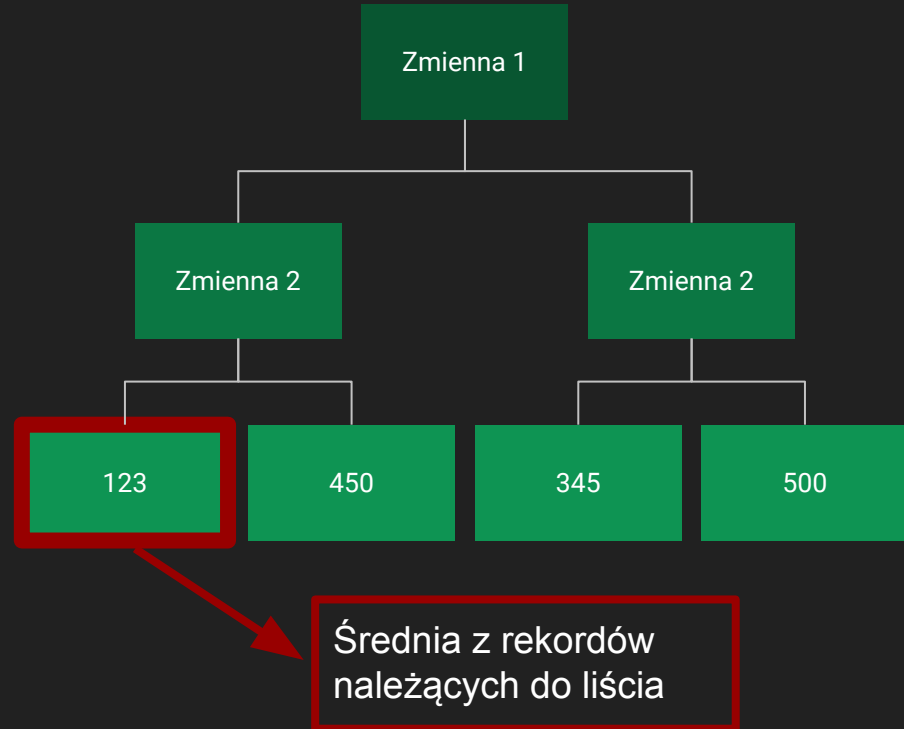 Zmienna 1
Zmienna 2
Zmienna 2
123
450
345
500
Średnia z rekordów
należących do liścia